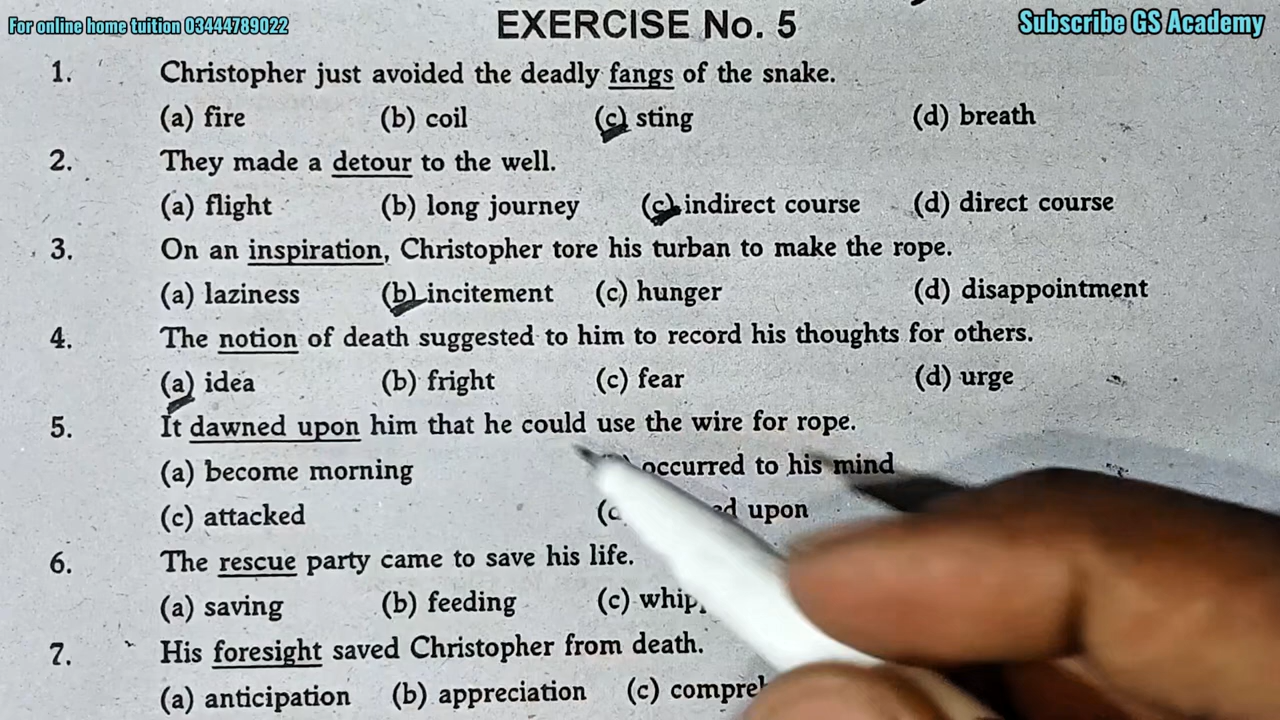 For online home tuition 03444789022
EXERCISE No. 5
Subscribe GS Academy
1. Christopher just avoided the deadly fangs of the snake.
(a) fire (b) coil (c) sting (d) breath
2. They made a detour to the well.
(a) flight (b) long journey (c) indirect course (d) direct course
3. On an inspiration, Christopher tore his turban to make the rope.
(a) laziness (b) incitement (c) hunger (d) disappointment
4. The notion of death suggested to him to record his thoughts for others.
(a) idea (b) fright (c) fear (d) urge
5. It dawned upon him that he could use the wire for rope.
(a) become morning occurred to his mind
(c) attacked upon
6. The rescue party came to save his life.
(a) saving (b) feeding (c)
7. His foresight saved Christopher from death.
(a) anticipation (b) appreciation (c)